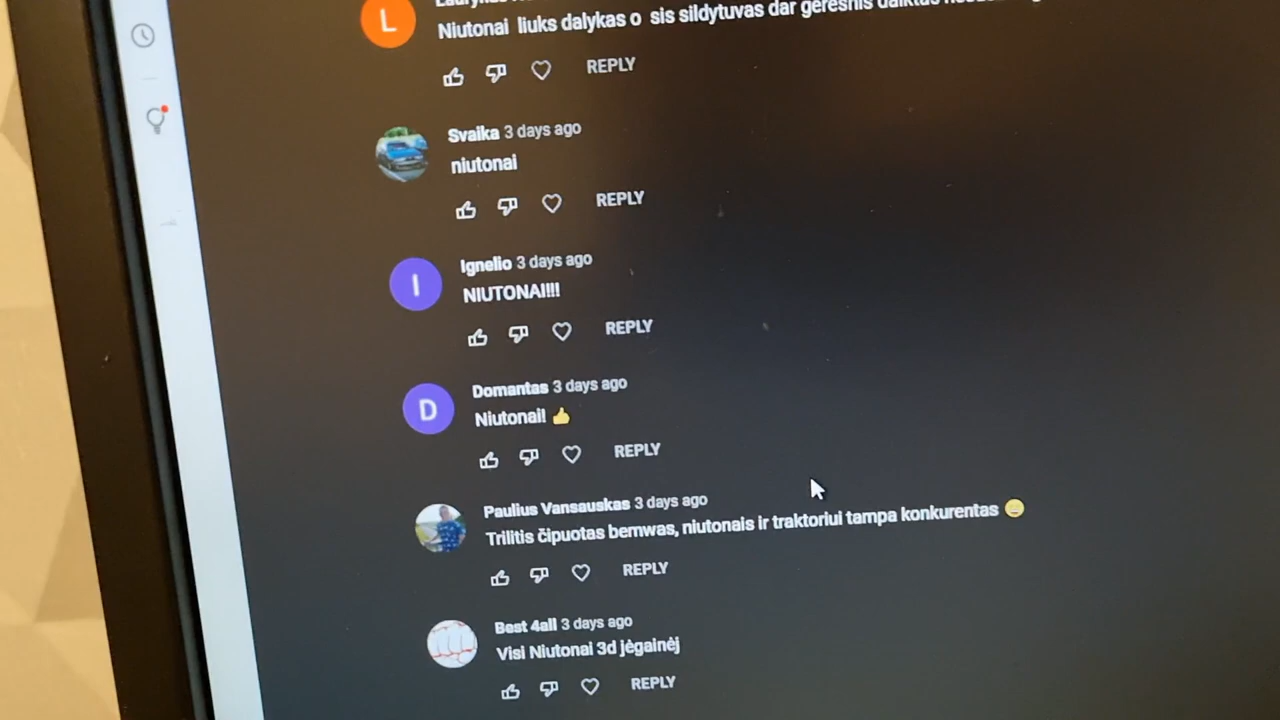 L
Niutonai liuks dalykas o sis sildytuvas dar geresnis daiktas
REPLY
Svaika 3 days ago
niutonai
REPLY
I
Ignelio 3 days ago
NIUTONAI!!!
REPLY
D
Domantas 3 days ago
Niutonai! 👍
REPLY
Paulius Vansauskas 3 days ago
Trilitis čipuotas bemwas, niutonais ir traktoriui tampa konkurentas 😄
REPLY
Best 4all 3 days ago
Visi Niutonai 3d jėgainėj
REPLY